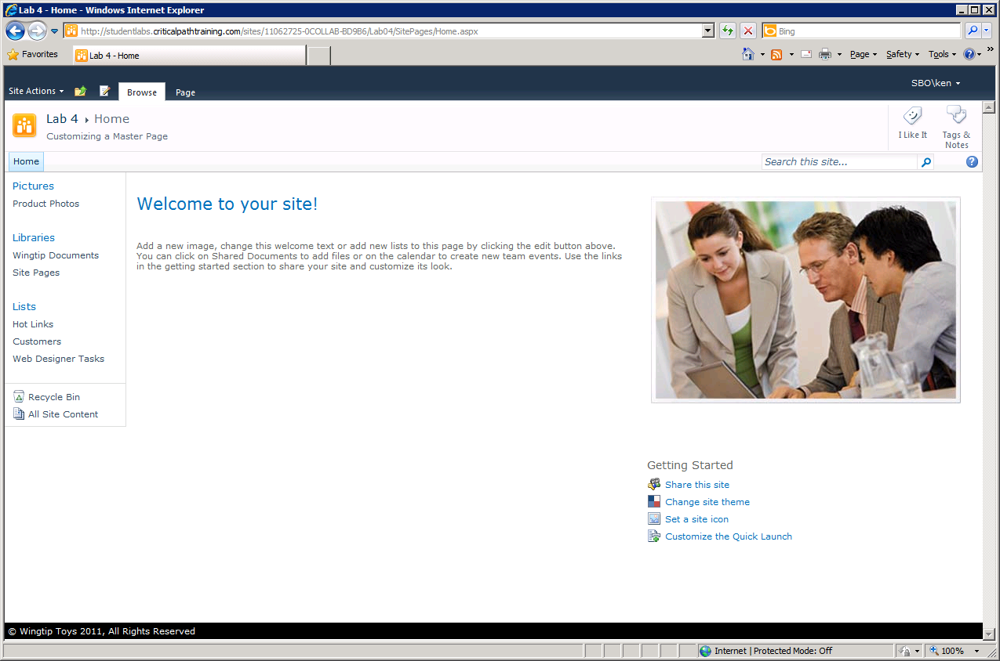 Lab 4 - Home - Windows Internet Explorer
http://studentlabs.criticalpathtraining.com/sites/11062725-0COLLAB-BD9B6/Lab04/SitePages/Home.aspx
Bing
Favorites
Lab 4 - Home
Page
Safety
Tools
Site Actions
Browse
Page
SBO\ken
Lab 4 Home
Customizing a Master Page
I Like It
Tags &
Notes
Home
Search this site...
Pictures
Product Photos
Libraries
Wingtip Documents
Site Pages
Lists
Hot Links
Customers
Web Designer Tasks
Recycle Bin
All Site Content
Welcome to your site!
Add a new image, change this welcome text or add new lists to this page by clicking the edit button above.
You can click on Shared Documents to add files or on the calendar to create new team events. Use the links
in the getting started section to share your site and customize its look.
Getting Started
Share this site
Change site theme
Set a site icon
Customize the Quick Launch
© Wingtip Toys 2011, All Rights Reserved
Internet | Protected Mode: Off
100%